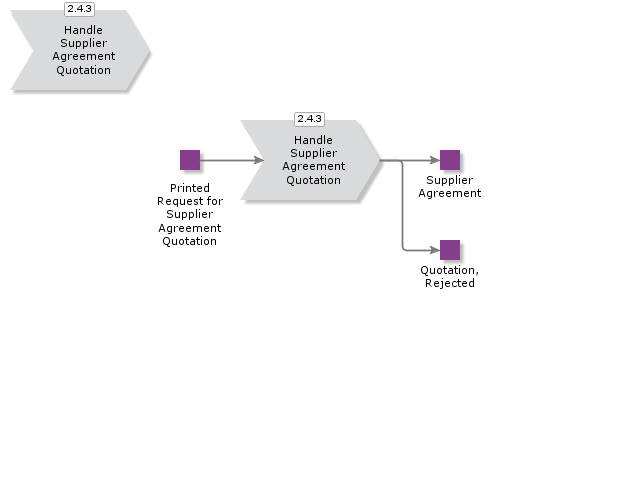 2.4.3
Handle
Supplier
Agreement
Quotation
2.4.3
Handle
Supplier
Agreement
Quotation
Printed
Request for
Supplier
Agreement
Quotation
Supplier
Agreement
Quotation,
Rejected